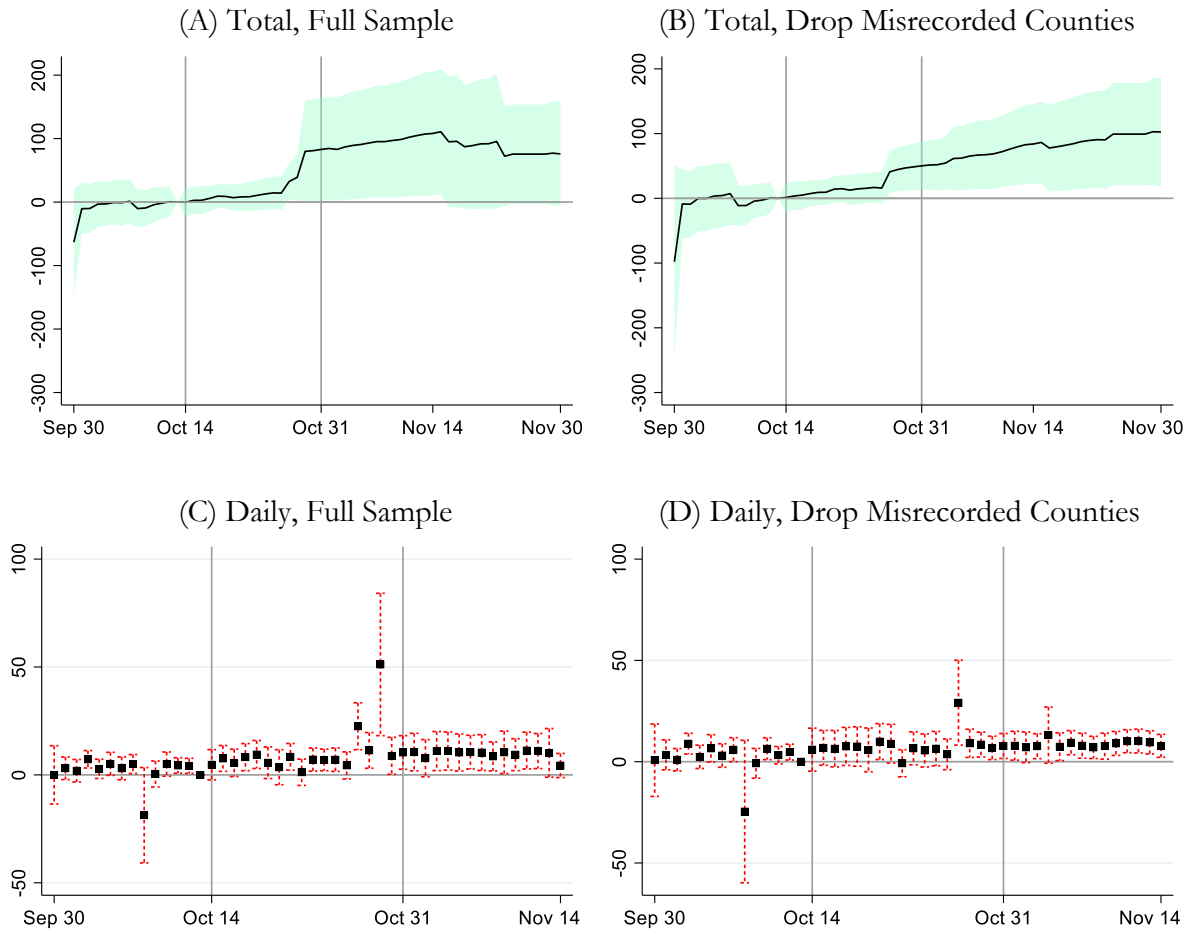 (A) Total, Full Sample
200
100
0
-100
-200
-300
Sep 30 Oct 14 Oct 31 Nov 14 Nov 30
(B) Total, Drop Misrecorded Counties
200
100
0
-100
-200
-300
Sep 30 Oct 14 Oct 31 Nov 14 Nov 30
(C) Daily, Full Sample
100
50
0
-50
Sep 30 Oct 14 Oct 31 Nov 14
(D) Daily, Drop Misrecorded Counties
100
50
0
-50
Sep 30 Oct 14 Oct 31 Nov 14